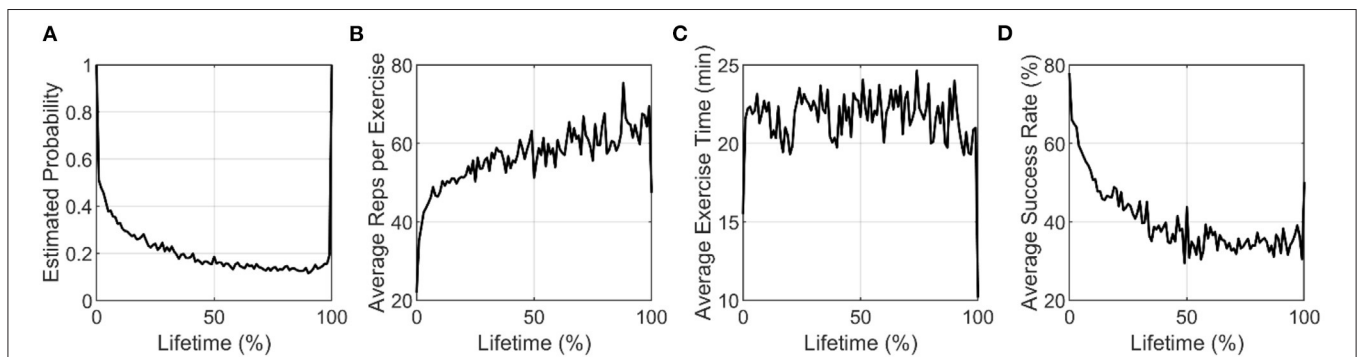 A
Estimated Probability
1
0.8
0.6
0.4
0.2
0
0
50
100
Lifetime (%)
B
Average Reps per Exercise
80
60
40
20
0
50
100
Lifetime (%)
C
Average Exercise Time (min)
25
20
15
10
0
50
100
Lifetime (%)
D
Average Success Rate (%)
80
60
40
20
0
50
100
Lifetime (%)